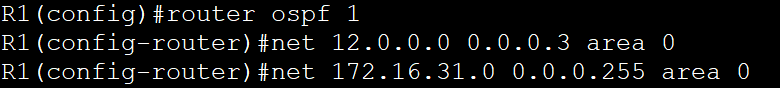 R1(config)#router ospf 1
R1(config-router)#net 12.0.0.0 0.0.0.3 area 0
R1(config-router)#net 172.16.31.0 0.0.0.255 area 0